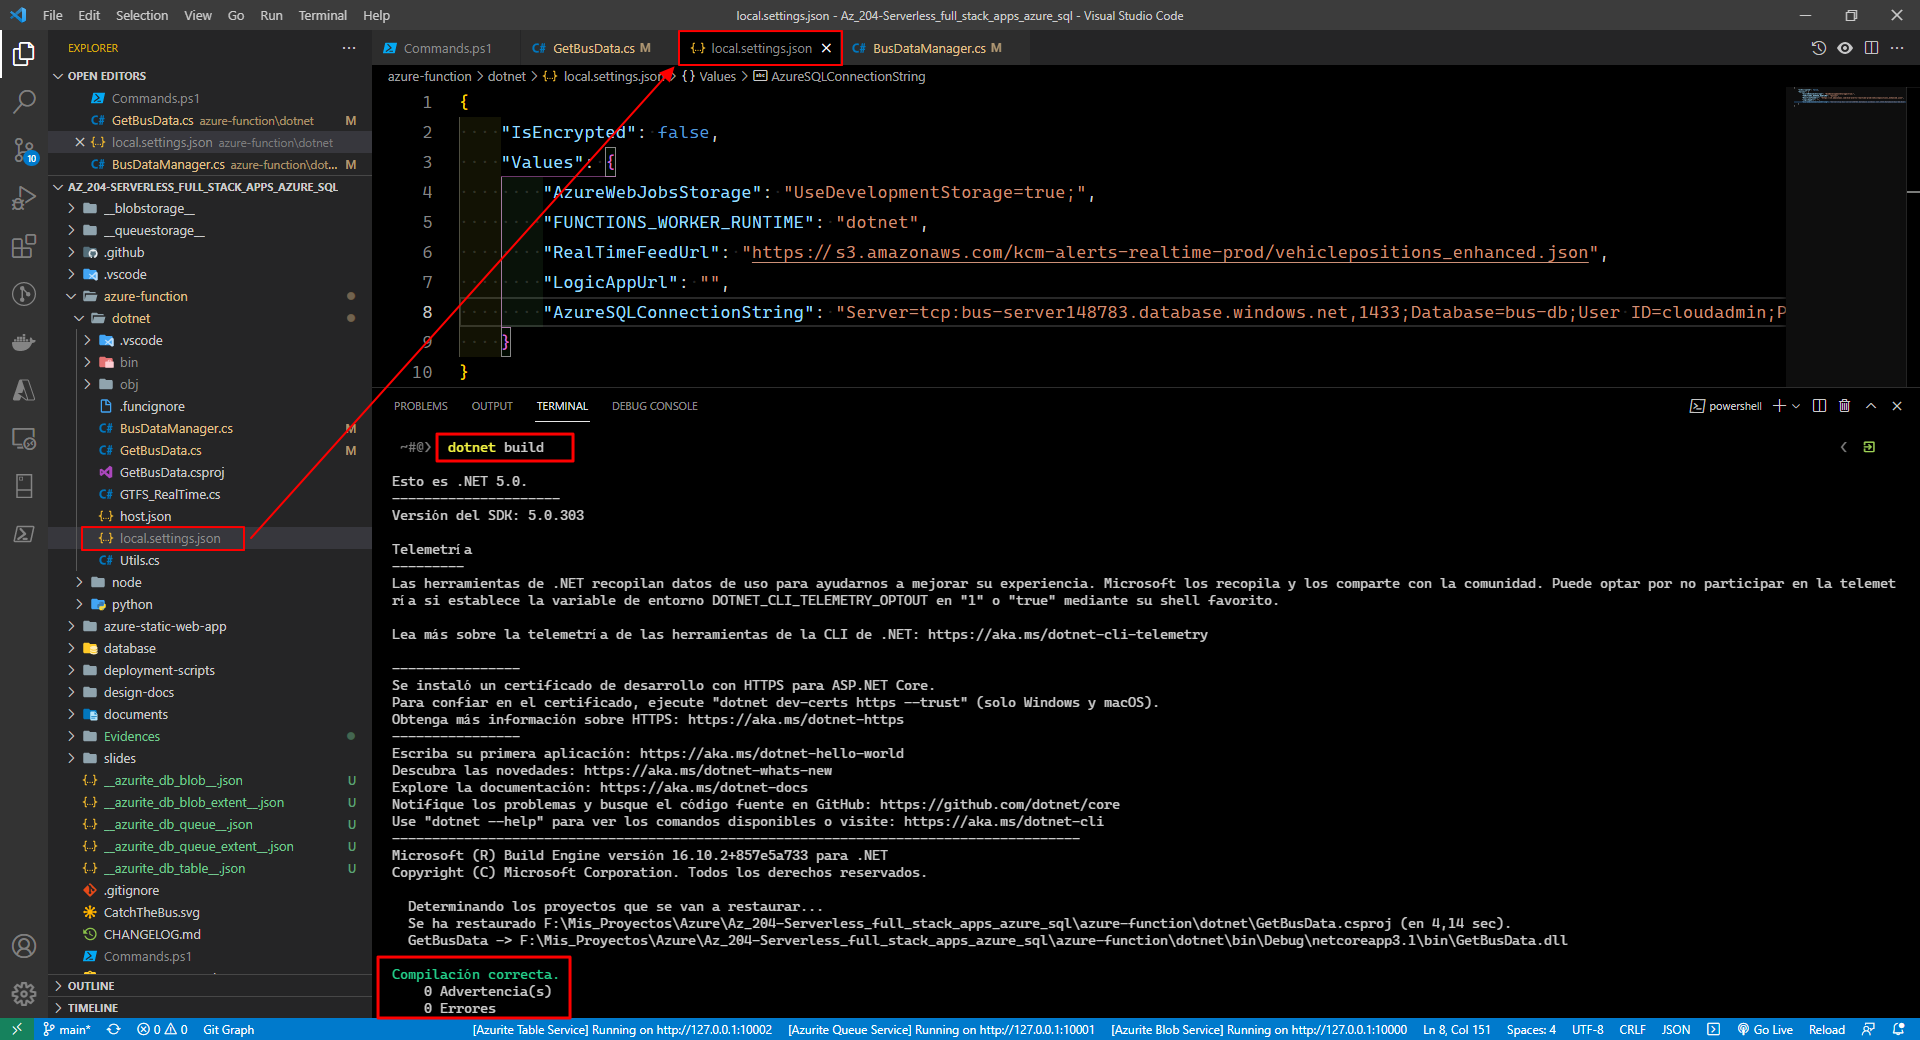 File Edit Selection View Go Run Terminal Help
local.settings.json - Az_204-Serverless_full_stack_apps_azure_sql - Visual Studio Code
EXPLORER
OPEN EDITORS
Commands.ps1
GetBusData.cs azure-function\dotnet M
local.settings.json azure-function\dotnet
BusDataManager.cs azure-function\dot... M
AZ_204-SERVERLESS_FULL_STACK_APPS_AZURE_SQL
__blobstorage__
__queuestorage__
.github
.vscode
azure-function
dotnet
.vscode
bin
obj
.funcignore
BusDataManager.cs M
GetBusData.cs M
GetBusData.csproj
GTFS_RealTime.cs
host.json
local.settings.json
Utils.cs
node
python
azure-static-web-app
database
deployment-scripts
design-docs
documents
Evidences
slides
__azurite_db_blob__.json U
__azurite_db_blob_extent__.json U
__azurite_db_queue__.json U
__azurite_db_queue_extent__.json U
__azurite_db_table__.json U
.gitignore
CatchTheBus.svg
CHANGELOG.md
Commands.ps1
OUTLINE
TIMELINE
10
Commands.ps1 GetBusData.cs M local.settings.json BusDataManager.cs M
azure-function > dotnet > local.settings.json > {} Values > AzureSQLConnectionString
1 {
2 "IsEncrypted": false,
3 "Values": {
4 "AzureWebJobsStorage": "UseDevelopmentStorage=true;",
5 "FUNCTIONS_WORKER_RUNTIME": "dotnet",
6 "RealTimeFeedUrl": "https://s3.amazonaws.com/kcm-alerts-realtime-prod/vehiclepositions_enhanced.json",
7 "LogicAppUrl": "",
8 "AzureSQLConnectionString": "Server=tcp:bus-server148783.database.windows.net,1433;Database=bus-db;User ID=cloudadmin;P
9 }
10 }
PROBLEMS OUTPUT TERMINAL DEBUG CONSOLE
powershell
~#@> dotnet build
Esto es .NET 5.0.
---------------------
Versión del SDK: 5.0.303
Telemetría
---------
Las herramientas de .NET recopilan datos de uso para ayudarnos a mejorar su experiencia. Microsoft los recopila y los comparte con la comunidad. Puede optar por no participar en la telemet
ría si establece la variable de entorno DOTNET_CLI_TELEMETRY_OPTOUT en "1" o "true" mediante su shell favorito.
Lea más sobre la telemetría de las herramientas de la CLI de .NET: https://aka.ms/dotnet-cli-telemetry
----------------
Se instaló un certificado de desarrollo con HTTPS para ASP.NET Core.
Para confiar en el certificado, ejecute "dotnet dev-certs https --trust" (solo Windows y macOS).
Obtenga más información sobre HTTPS: https://aka.ms/dotnet-https
----------------
Escriba su primera aplicación: https://aka.ms/dotnet-hello-world
Descubra las novedades: https://aka.ms/dotnet-whats-new
Explore la documentación: https://aka.ms/dotnet-docs
Notifique los problemas y busque el código fuente en GitHub: https://github.com/dotnet/core
Use "dotnet --help" para ver los comandos disponibles o visite: https://aka.ms/dotnet-cli
--------------------------------------------------------------------------------------
Microsoft (R) Build Engine versión 16.10.2+857e5a733 para .NET
Copyright (C) Microsoft Corporation. Todos los derechos reservados.
Determinando los proyectos que se van a restaurar...
Se ha restaurado F:\Mis_Proyectos\Azure\Az_204-Serverless_full_stack_apps_azure_sql\azure-function\dotnet\GetBusData.csproj (en 4,14 sec).
GetBusData -> F:\Mis_Proyectos\Azure\Az_204-Serverless_full_stack_apps_azure_sql\azure-function\dotnet\bin\Debug\netcoreapp3.1\bin\GetBusData.dll
Compilación correcta.
0 Advertencia(s)
0 Errores
main* 0 0 Git Graph [Azurite Table Service] Running on http://127.0.0.1:10002 [Azurite Queue Service] Running on http://127.0.0.1:10001 [Azurite Blob Service] Running on http://127.0.0.1:10000 Ln 8, Col 151 Spaces: 4 UTF-8 CRLF JSON Go Live Reload